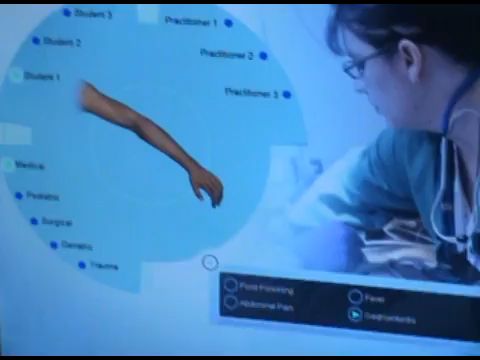 Student 3
Practitioner 1
Student 2
Practitioner 2
Student 1
Practitioner 3
Medical
Pediatric
Surgical
Geriatric
Trauma
Food Poisoning
Fever
Abdominal Pain
Gastroenteritis